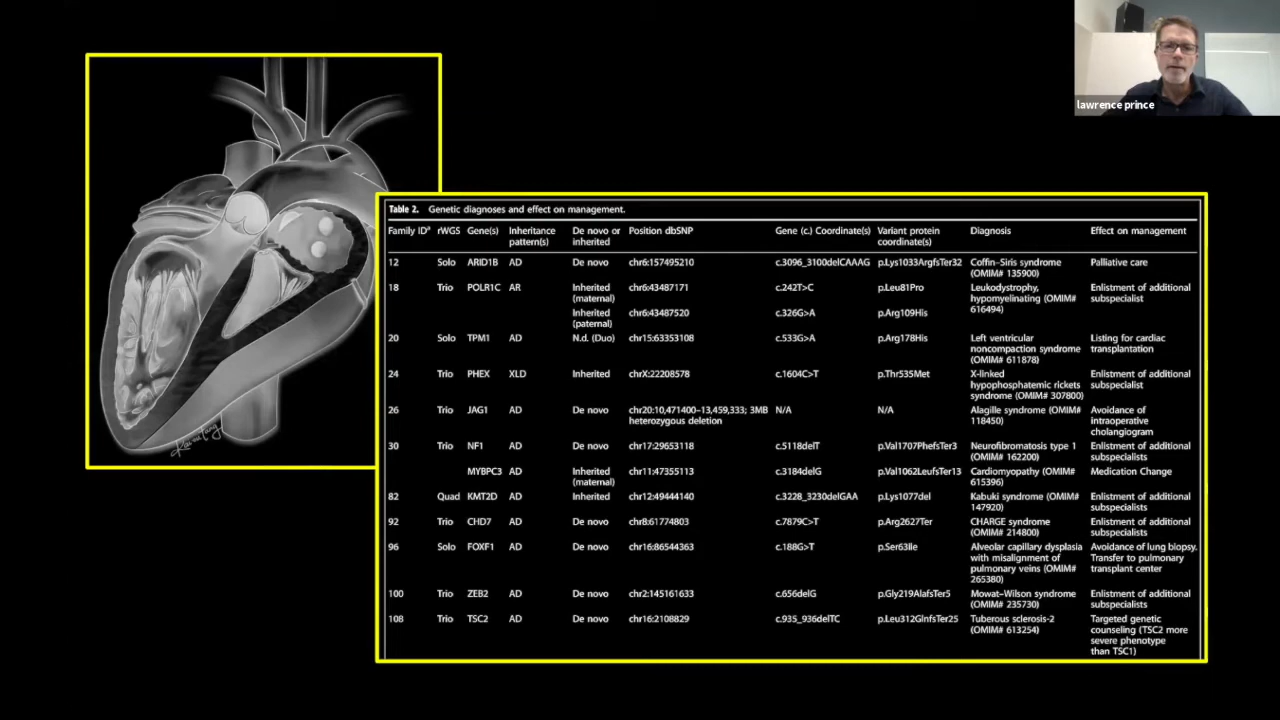 lawrence prince
Table 2. Genetic diagnoses and effect on management.
Family IDᵃ rWGS Gene(s) Inheritance pattern(s) De novo or inherited Position dbSNP Gene (c.) Coordinate(s) Variant protein coordinate(s) Diagnosis Effect on management
12 Solo ARID1B AD De novo chr6:157495210 c.3096_3100delCAAAG p.Lys1033ArgfsTer32 Coffin–Siris syndrome (OMIM# 135900) Palliative care
18 Trio POLR1C AR Inherited (maternal) chr6:43487171 c.242T>C p.Leu81Pro Leukodystrophy, hypomyelinating (OMIM# 616494) Enlistment of additional subspecialist
Inherited (paternal) chr6:43487520 c.326G>A p.Arg109His
20 Solo TPM1 AD N.d. (Duo) chr15:63353108 c.533G>A p.Arg178His Left ventricular noncompaction syndrome (OMIM# 611878) Listing for cardiac transplantation
24 Trio PHEX XLD Inherited chrX:22208578 c.1604C>T p.Thr535Met X-linked hypophosphatemic rickets syndrome (OMIM# 307800) Enlistment of additional subspecialist
26 Trio JAG1 AD De novo chr20:10,471400–13,459,333; 3MB heterozygous deletion N/A N/A Alagille syndrome (OMIM# 118450) Avoidance of intraoperative cholangiogram
30 Trio NF1 AD De novo chr17:29653118 c.5118delT p.Val1707PhefsTer3 Neurofibromatosis type 1 (OMIM# 162200) Enlistment of additional subspecialists
MYBPC3 AD Inherited (maternal) chr11:47355113 c.3184delG p.Val1062LeufsTer13 Cardiomyopathy (OMIM# 615396) Medication Change
82 Quad KMT2D AD Inherited chr12:49444140 c.3228_3230delGAA p.Lys1077del Kabuki syndrome (OMIM# 147920) Enlistment of additional subspecialists
92 Trio CHD7 AD De novo chr8:61774803 c.7879C>T p.Arg2627Ter CHARGE syndrome (OMIM# 214800) Enlistment of additional subspecialists
96 Solo FOXF1 AD De novo chr16:86544363 c.188G>T p.Ser63Ile Alveolar capillary dysplasia with misalignment of pulmonary veins (OMIM# 265380) Avoidance of lung biopsy. Transfer to pulmonary transplant center
100 Trio ZEB2 AD De novo chr2:145161633 c.656delG p.Gly219AlafsTer5 Mowat–Wilson syndrome (OMIM# 235730) Enlistment of additional subspecialists
108 Trio TSC2 AD De novo chr16:2108829 c.935_936delTC p.Leu312GlnfsTer25 Tuberous sclerosis-2 (OMIM# 613254) Targeted genetic counseling (TSC2 more severe phenotype than TSC1)